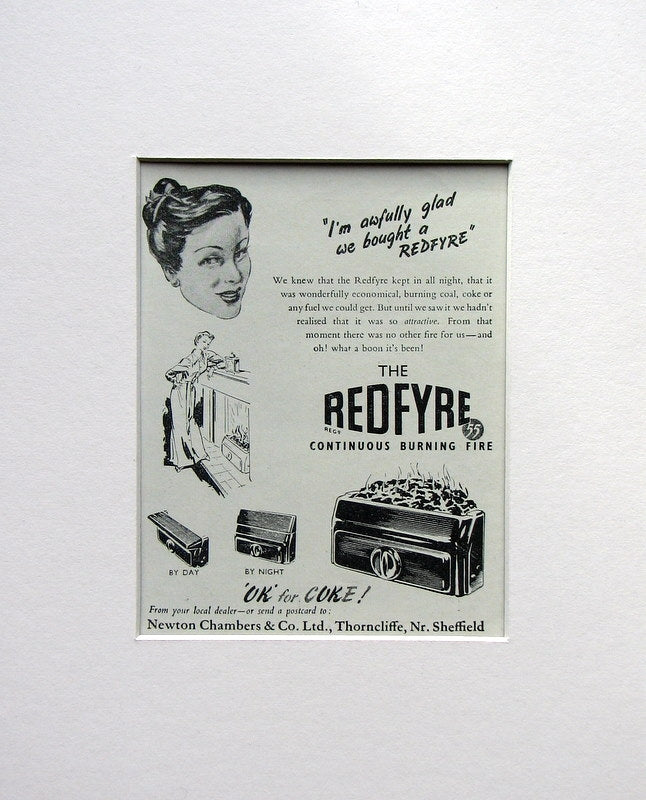 "I'm awfully glad
we bought a
REDFYRE"
We knew that the Redfyre kept in all night, that it
was wonderfully economical, burning coal, coke or
any fuel we could get. But until we saw it we hadn't
realised that it was so attractive. From that
moment there was no other fire for us—and
oh! what a boon it's been!
THE
REDFYRE
REGD
55
CONTINUOUS BURNING FIRE
BY DAY
BY NIGHT
'OK' for COKE!
From your local dealer—or send a postcard to:
Newton Chambers & Co. Ltd., Thorncliffe, Nr. Sheffield